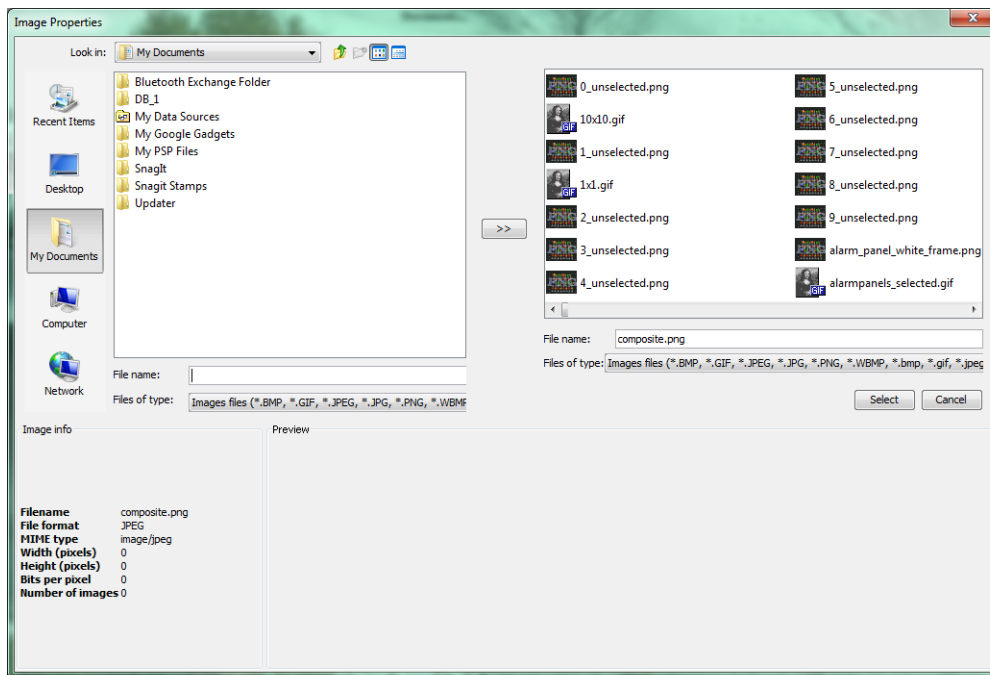 Image Properties
Look in: My Documents
Recent Items
Desktop
My Documents
Computer
Network
Bluetooth Exchange Folder
DB_1
My Data Sources
My Google Gadgets
My PSP Files
SnagIt
Snagit Stamps
Updater
File name:
Files of type: Images files (*.BMP, *.GIF, *.JPEG, *.JPG, *.PNG, *.WBMP
>>
0_unselected.png
10x10.gif
1_unselected.png
1x1.gif
2_unselected.png
3_unselected.png
4_unselected.png
5_unselected.png
6_unselected.png
7_unselected.png
8_unselected.png
9_unselected.png
alarm_panel_white_frame.png
alarmpanels_selected.gif
File name: composite.png
Files of type: Images files (*.BMP, *.GIF, *.JPEG, *.JPG, *.PNG, *.WBMP, *.bmp, *.gif, *.jpeg
Select Cancel
Image info
Filename composite.png
File format JPEG
MIME type image/jpeg
Width (pixels) 0
Height (pixels) 0
Bits per pixel 0
Number of images 0
Preview